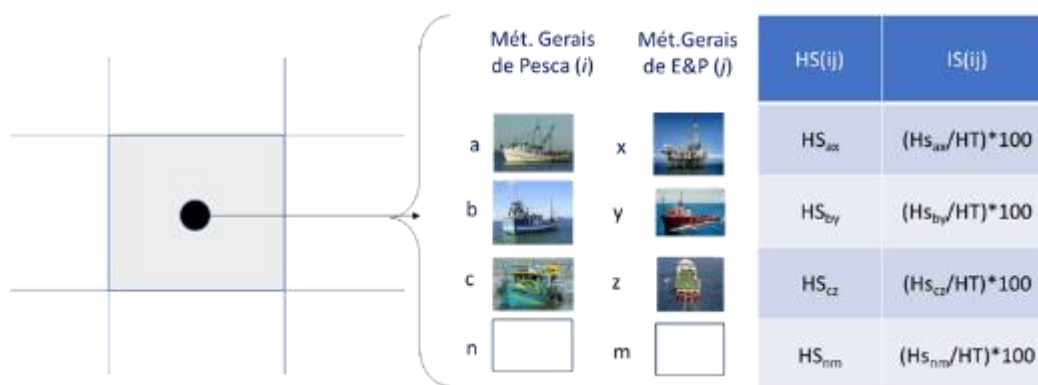 Mét. Gerais de Pesca (i)
Mét.Gerais de E&P (j)
HS(ij) IS(ij)
a x HSax (Hsax/HT)*100
b y HSby (Hsby/HT)*100
c z HScz (Hscz/HT)*100
n m HSnm (Hsnm/HT)*100